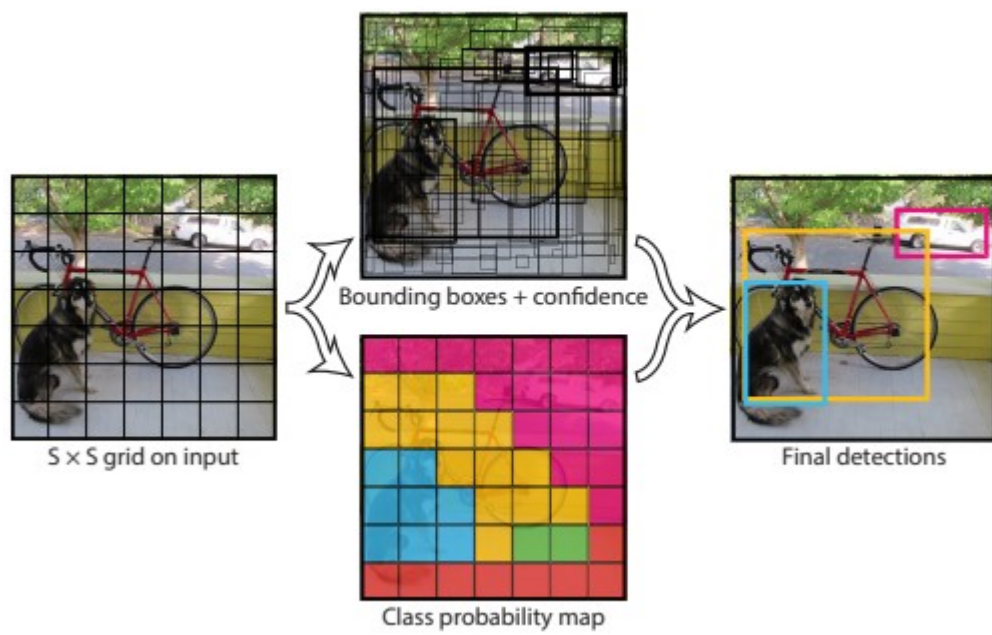 Bounding boxes + confidence
S × S grid on input
Final detections
Class probability map